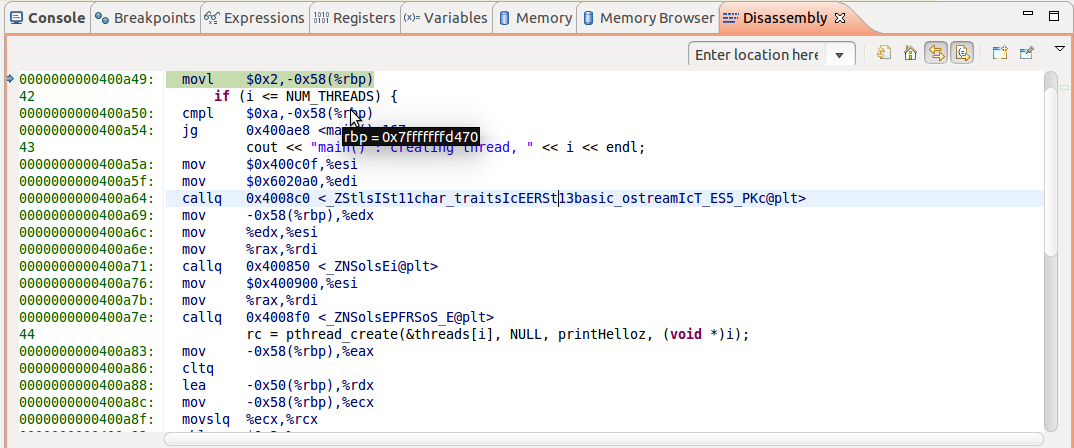 Console Breakpoints Expressions Registers (x)= Variables Memory Memory Browser Disassembly
Enter location here
0000000000400a49: movl $0x2,-0x58(%rbp)
42 if (i <= NUM_THREADS) {
0000000000400a50: cmpl $0xa,-0x58(%rbp)
0000000000400a54: jg 0x400ae8 <main()
rbp = 0x7fffffffd470
43 cout << "main() : creating thread, " << i << endl;
0000000000400a5a: mov $0x400c0f,%esi
0000000000400a5f: mov $0x6020a0,%edi
0000000000400a64: callq 0x4008c0 <_ZStlsISt11char_traitsIcEERSt13basic_ostreamIcT_ES5_PKc@plt>
0000000000400a69: mov -0x58(%rbp),%edx
0000000000400a6c: mov %edx,%esi
0000000000400a6e: mov %rax,%rdi
0000000000400a71: callq 0x400850 <_ZNSolsEi@plt>
0000000000400a76: mov $0x400900,%esi
0000000000400a7b: mov %rax,%rdi
0000000000400a7e: callq 0x4008f0 <_ZNSolsEPFRSoS_E@plt>
44 rc = pthread_create(&threads[i], NULL, printHelloz, (void *)i);
0000000000400a83: mov -0x58(%rbp),%eax
0000000000400a86: cltq
0000000000400a88: lea -0x50(%rbp),%rdx
0000000000400a8c: mov -0x58(%rbp),%ecx
0000000000400a8f: movslq %ecx,%rcx